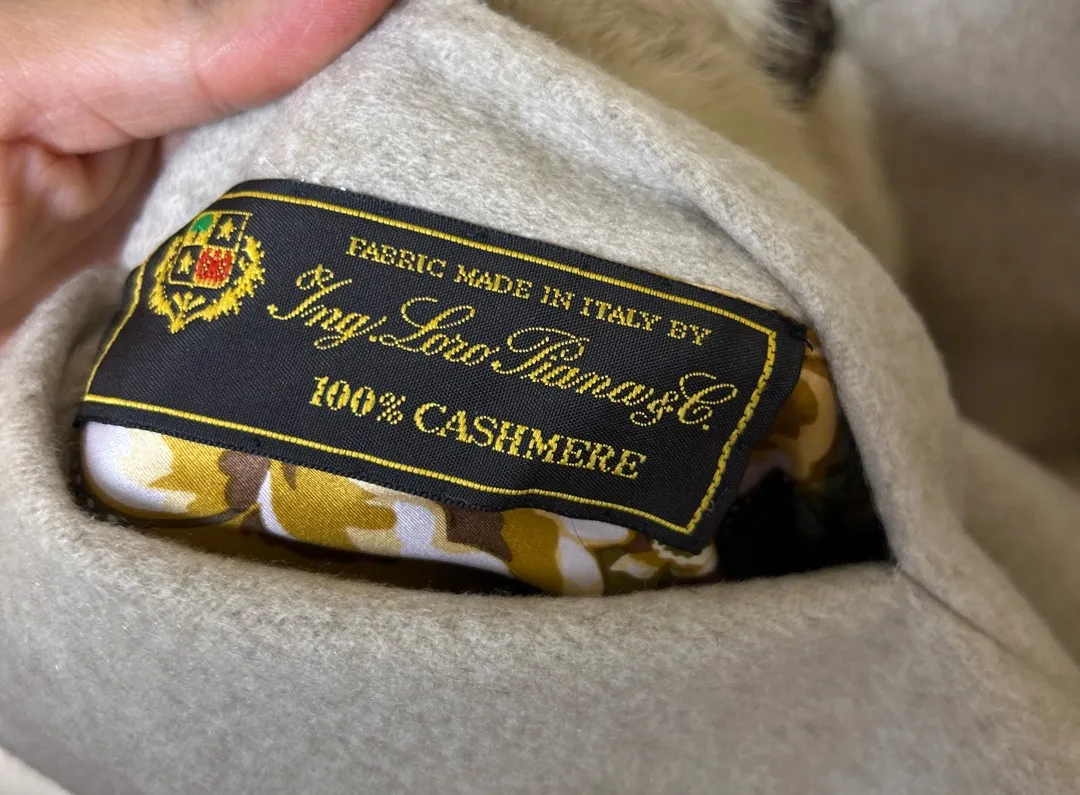 FABRIC MADE IN ITALY BY
Ing. Loro Piana & C.
100% CASHMERE